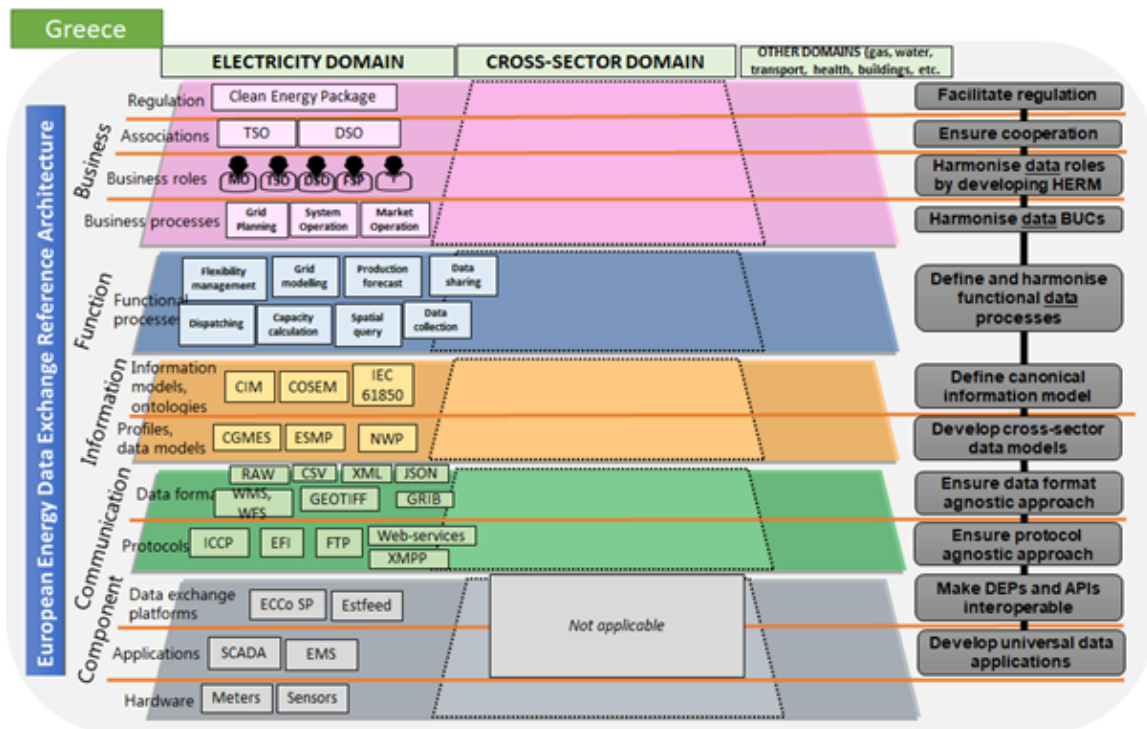 Greece
ELECTRICITY DOMAIN
CROSS-SECTOR DOMAIN
OTHER DOMAINS (gas, water,
transport, health, buildings, etc.
European Energy Data Exchange Reference Architecture
Business
Regulation
Clean Energy Package
Facilitate regulation
Associations
TSO
DSO
Ensure cooperation
Business roles
MO
TSO
DSO
FSP
Harmonise data roles
by developing HERM
Business processes
Grid
Planning
System
Operation
Market
Operation
Harmonise data BUCs
Function
Functional
processes
Flexibility
management
Grid
modelling
Production
forecast
Data
sharing
Dispatching
Capacity
calculation
Spatial
query
Data
collection
Define and harmonise
functional data
processes
Information
Information
models,
ontologies
CIM
COSEM
IEC
61850
Define canonical
information model
Profiles,
data models
CGMES
ESMP
NWP
Develop cross-sector
data models
Communication
Data forma
RAW
CSV
XML
JSON
WMS,
WFS
GEOTIFF
GRIB
Ensure data format
agnostic approach
Protocols
ICCP
EFI
FTP
Web-services
XMPP
Ensure protocol
agnostic approach
Component
Data exchange
platforms
ECCo SP
Estfeed
Not applicable
Make DEPs and APIs
interoperable
Applications
SCADA
EMS
Develop universal data
applications
Hardware
Meters
Sensors